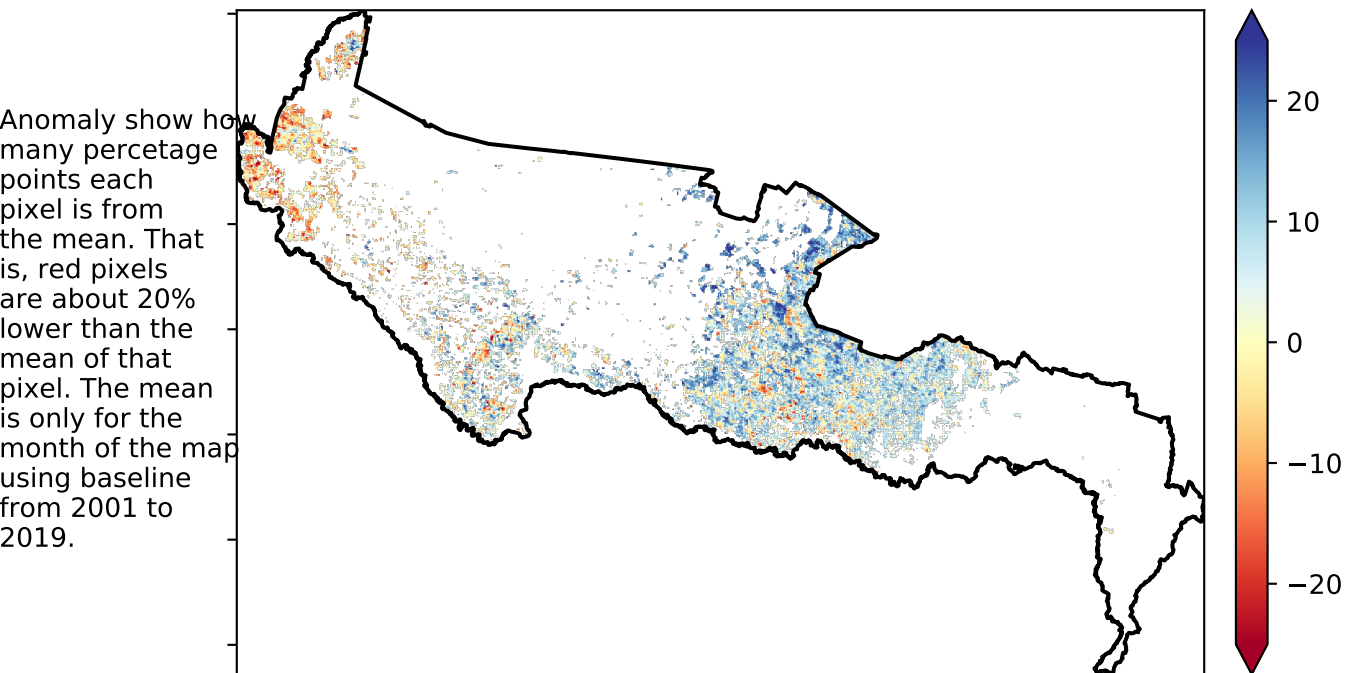 Anomaly show how
many percetage
points each
pixel is from
the mean. That
is, red pixels
are about 20%
lower than the
mean of that
pixel. The mean
is only for the
month of the map
using baseline
from 2001 to
2019.
20
10
0
−10
−20